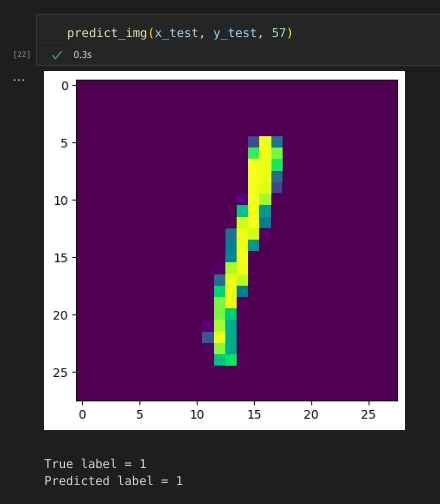 predict_img(x_test, y_test, 57)
[22]
0.3s
...
0
5
10
15
20
25
0 5 10 15 20 25
True label = 1
Predicted label = 1